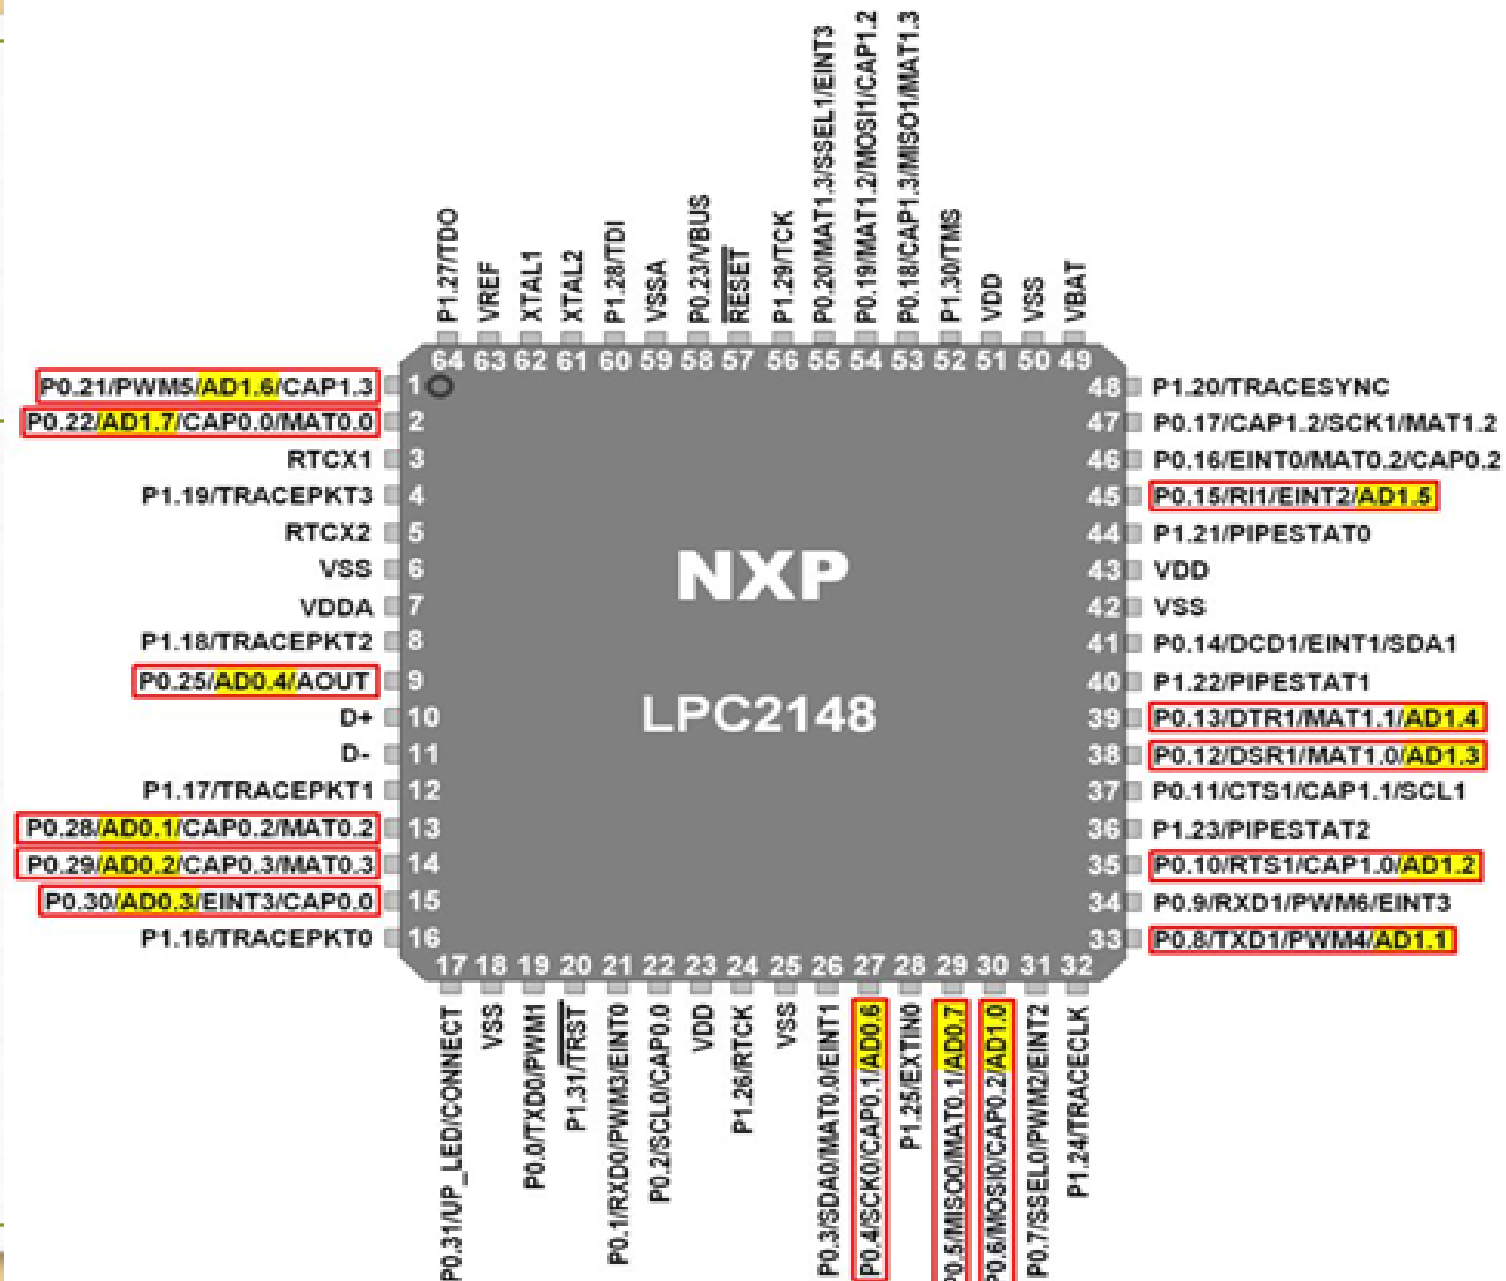 P1.27/TDO
VREF
XTAL1
XTAL2
P1.28/TDI
VSSA
P0.23/VBUS
RESET
P1.29/TCK
P0.20/MAT1.3/SSEL1/EINT3
P0.19/MAT1.2/MOSI1/CAP1.2
P0.18/CAP1.3/MISO1/MAT1.3
P1.30/TMS
VDD
VSS
VBAT
64 63 62 61 60 59 58 57 56 55 54 53 52 51 50 49
P0.21/PWM5/AD1.6/CAP1.3 1
P0.22/AD1.7/CAP0.0/MAT0.0 2
RTCX1 3
P1.19/TRACEPKT3 4
RTCX2 5
VSS 6
VDDA 7
P1.18/TRACEPKT2 8
P0.25/AD0.4/AOUT 9
D+ 10
D- 11
P1.17/TRACEPKT1 12
P0.28/AD0.1/CAP0.2/MAT0.2 13
P0.29/AD0.2/CAP0.3/MAT0.3 14
P0.30/AD0.3/EINT3/CAP0.0 15
P1.16/TRACEPKT0 16
NXP
LPC2148
48 P1.20/TRACESYNC
47 P0.17/CAP1.2/SCK1/MAT1.2
46 P0.16/EINT0/MAT0.2/CAP0.2
45 P0.15/RI1/EINT2/AD1.5
44 P1.21/PIPESTAT0
43 VDD
42 VSS
41 P0.14/DCD1/EINT1/SDA1
40 P1.22/PIPESTAT1
39 P0.13/DTR1/MAT1.1/AD1.4
38 P0.12/DSR1/MAT1.0/AD1.3
37 P0.11/CTS1/CAP1.1/SCL1
36 P1.23/PIPESTAT2
35 P0.10/RTS1/CAP1.0/AD1.2
34 P0.9/RXD1/PWM6/EINT3
33 P0.8/TXD1/PWM4/AD1.1
17 18 19 20 21 22 23 24 25 26 27 28 29 30 31 32
P0.31/UP_LED/CONNECT
VSS
P0.0/TXD0/PWM1
P1.31/TRST
P0.1/RXD0/PWM3/EINT0
P0.2/SCL0/CAP0.0
VDD
P1.26/RTCK
VSS
P0.3/SDA0/MAT0.0/EINT1
P0.4/SCK0/CAP0.1/AD0.6
P1.25/EXTIN0
P0.5/MISO0/MAT0.1/AD0.7
P0.6/MOSI0/CAP0.2/AD1.0
P0.7/SSEL0/PWM2/EINT2
P1.24/TRACECLK